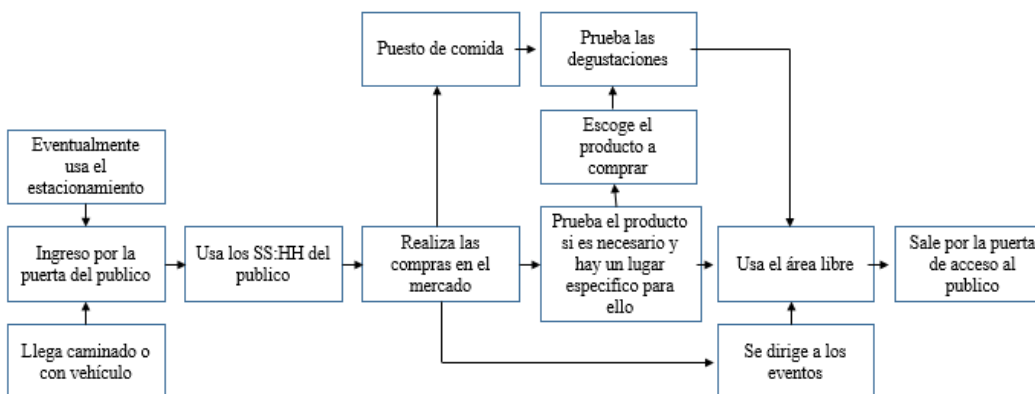 Puesto de comida
Prueba las
degustaciones
Escoge el
producto a
comprar
Eventualmente
usa el
estacionamiento
Ingreso por la
puerta del publico
Usa los SS:HH del
publico
Realiza las
compras en el
mercado
Prueba el producto
si es necesario y
hay un lugar
especifico para
ello
Usa el área libre
Sale por la puerta
de acceso al
publico
Llega caminado o
con vehículo
Se dirige a los
eventos